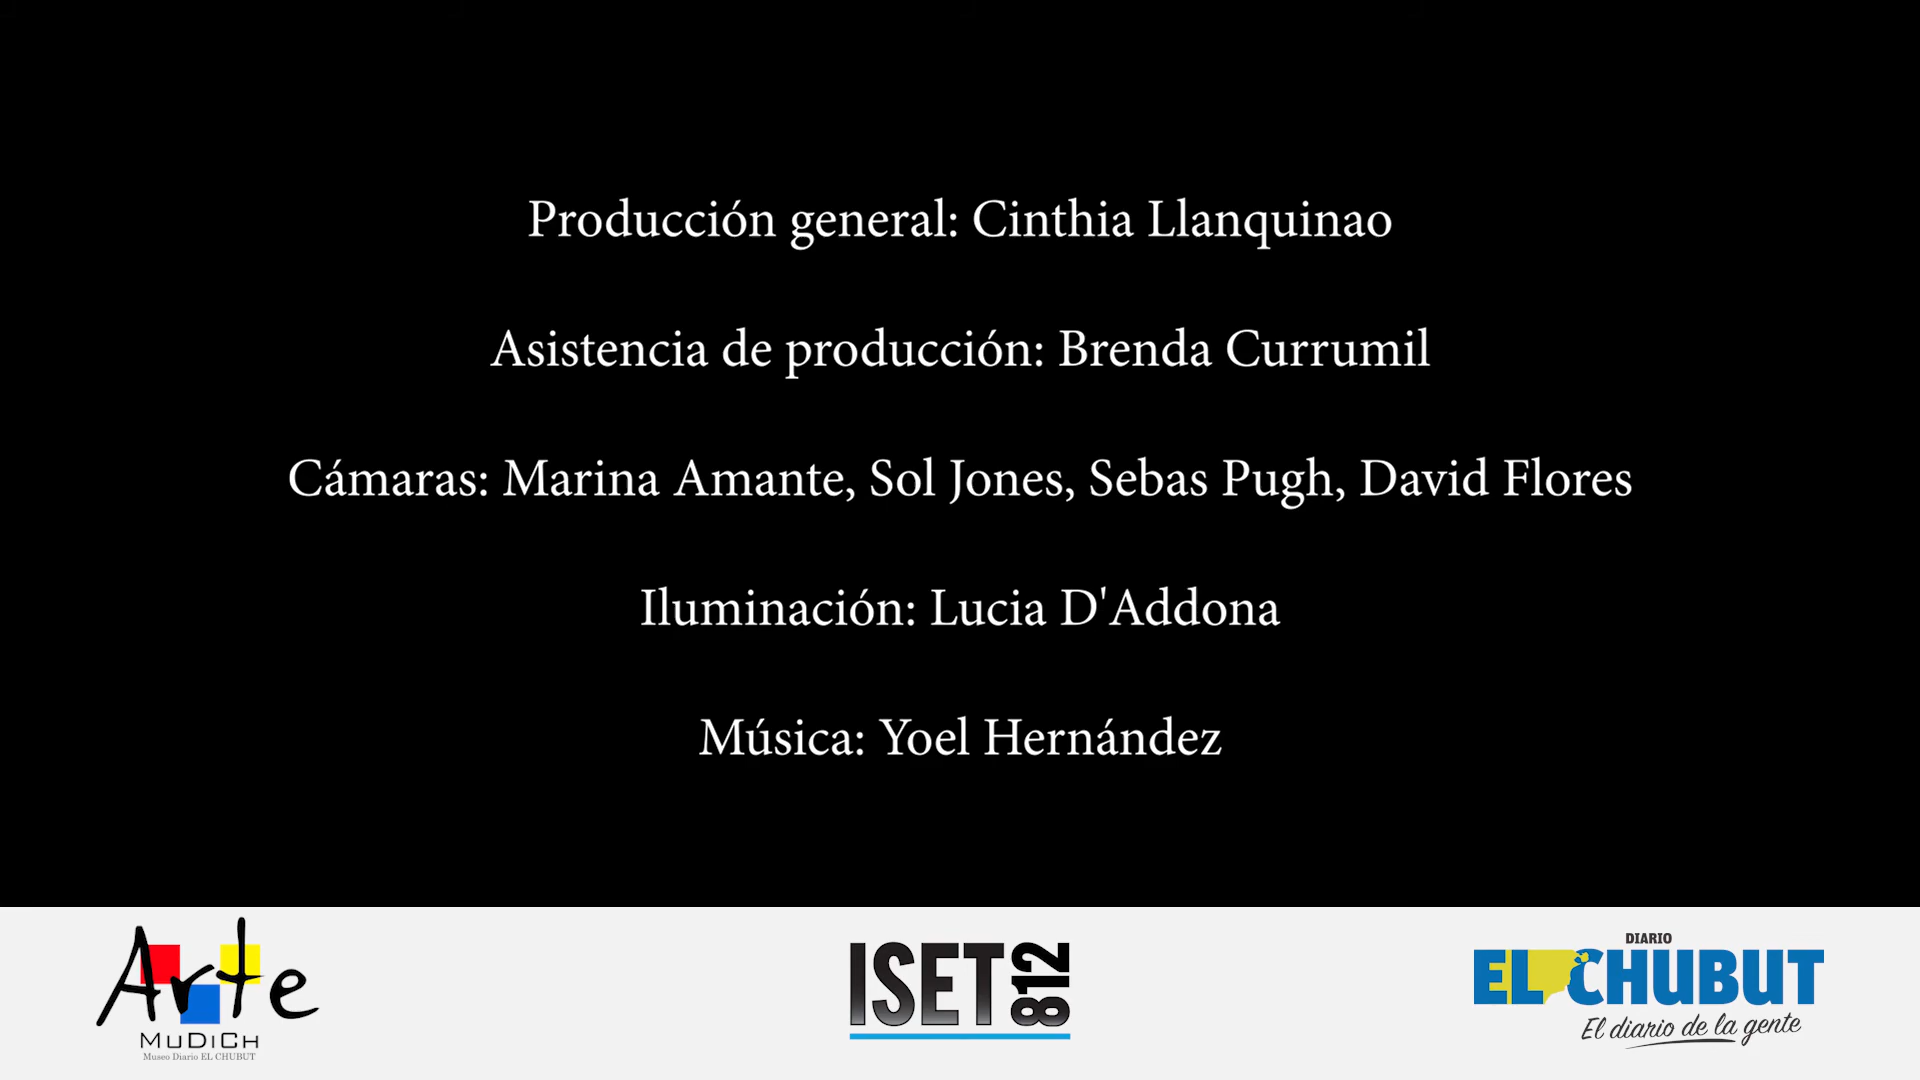 Producción general: Cinthia Llanquinao
Asistencia de producción: Brenda Currumil
Cámaras: Marina Amante, Sol Jones, Sebas Pugh, David Flores
Iluminación: Lucia D'Addona
Música: Yoel Hernández
Arte
MuDiCh
Museo Diario EL CHUBUT
ISET 812
DIARIO
EL CHUBUT
El diario de la gente